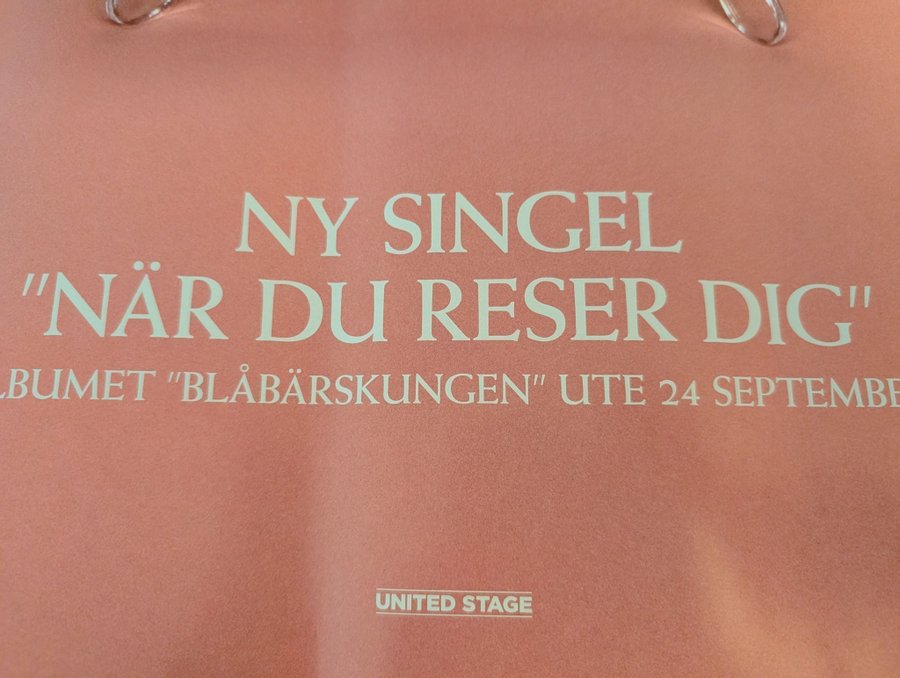 NY SINGEL
"NÄR DU RESER DIG"
LBUMET "BLÅBÄRSKUNGEN" UTE 24 SEPTEMBE
UNITED STAGE